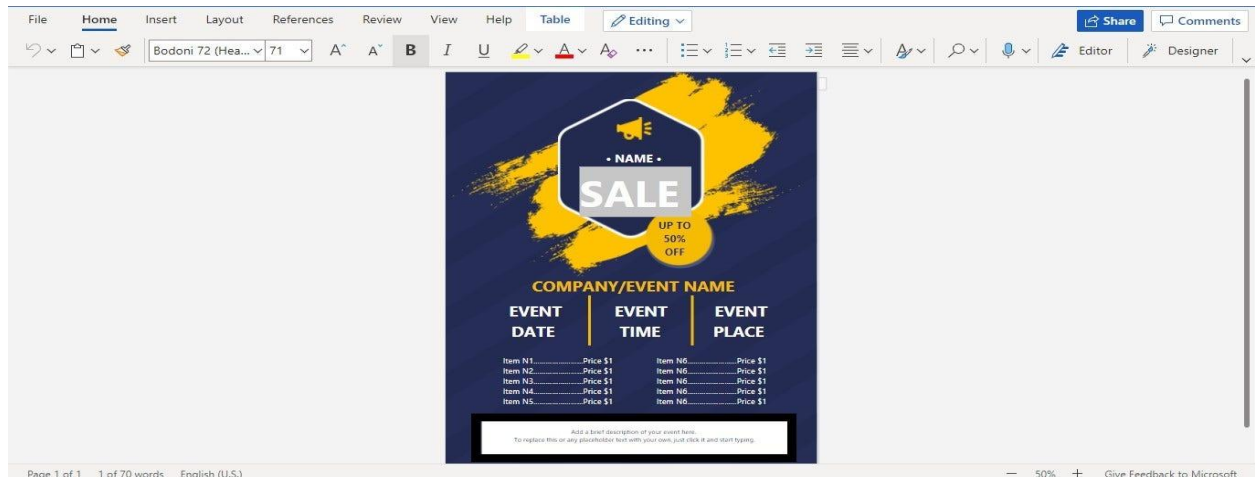 File Home Insert Layout References Review View Help Table Editing Share Comments
Bodoni 72 (Hea... 71 A A B I U A A ... Editor Designer
• NAME •
SALE
UP TO
50%
OFF
COMPANY/EVENT NAME
EVENT DATE
EVENT TIME
EVENT PLACE
Item N1........................Price $1
Item N2........................Price $1
Item N3........................Price $1
Item N4........................Price $1
Item N5........................Price $1
Item N6........................Price $1
Item N6........................Price $1
Item N6........................Price $1
Item N6........................Price $1
Item N6........................Price $1
Add a brief description of your event here.
To replace this or any placeholder text with your own, just click it and start typing.
Page 1 of 1 1 of 70 words English (U.S.) 50% Give Feedback to Microsoft